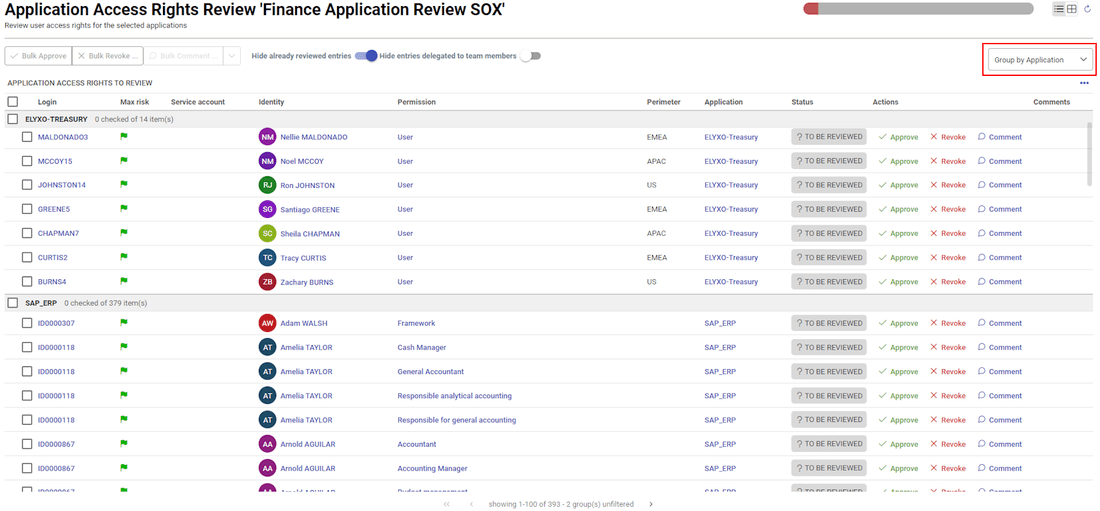 Application Access Rights Review 'Finance Application Review SOX'
Review user access rights for the selected applications
Bulk Approve Bulk Revoke ... Bulk Comment ... Hide already reviewed entries Hide entries delegated to team members Group by Application
APPLICATION ACCESS RIGHTS TO REVIEW
Login Max risk Service account Identity Permission Perimeter Application Status Actions Comments
ELYXO-TREASURY 0 checked of 14 item(s)
MALDONADO3 NM Nellie MALDONADO User EMEA ELYXO-Treasury ? TO BE REVIEWED Approve Revoke Comment
MCCOY15 NM Noel MCCOY User APAC ELYXO-Treasury ? TO BE REVIEWED Approve Revoke Comment
JOHNSTON14 RJ Ron JOHNSTON User US ELYXO-Treasury ? TO BE REVIEWED Approve Revoke Comment
GREENE5 SG Santiago GREENE User EMEA ELYXO-Treasury ? TO BE REVIEWED Approve Revoke Comment
CHAPMAN7 SC Sheila CHAPMAN User APAC ELYXO-Treasury ? TO BE REVIEWED Approve Revoke Comment
CURTIS2 TC Tracy CURTIS User EMEA ELYXO-Treasury ? TO BE REVIEWED Approve Revoke Comment
BURNS4 ZB Zachary BURNS User US ELYXO-Treasury ? TO BE REVIEWED Approve Revoke Comment
SAP_ERP 0 checked of 379 item(s)
ID0000307 AW Adam WALSH Framework SAP_ERP ? TO BE REVIEWED Approve Revoke Comment
ID0000118 AT Amelia TAYLOR Cash Manager SAP_ERP ? TO BE REVIEWED Approve Revoke Comment
ID0000118 AT Amelia TAYLOR General Accountant SAP_ERP ? TO BE REVIEWED Approve Revoke Comment
ID0000118 AT Amelia TAYLOR Responsible analytical accounting SAP_ERP ? TO BE REVIEWED Approve Revoke Comment
ID0000118 AT Amelia TAYLOR Responsible for general accounting SAP_ERP ? TO BE REVIEWED Approve Revoke Comment
ID0000867 AA Arnold AGUILAR Accountant SAP_ERP ? TO BE REVIEWED Approve Revoke Comment
ID0000867 AA Arnold AGUILAR Accounting Manager SAP_ERP ? TO BE REVIEWED Approve Revoke Comment
showing 1-100 of 393 - 2 group(s) unfiltered